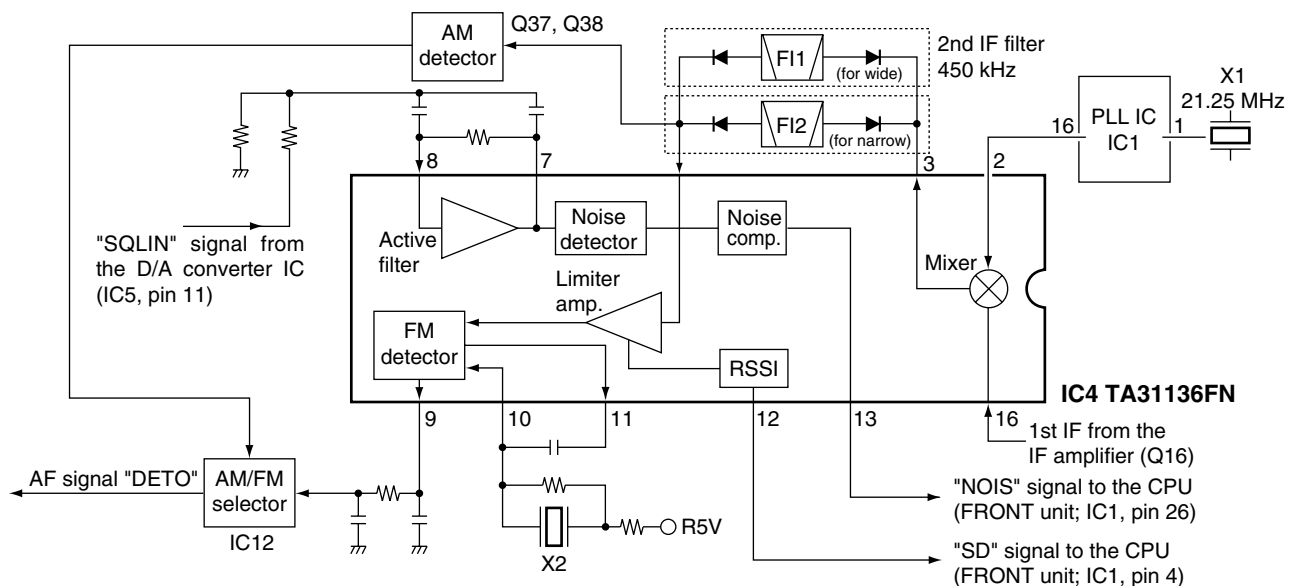 AM
detector
Q37, Q38
2nd IF filter
450 kHz
FI1
(for wide)
FI2
(for narrow)
PLL IC
IC1
16
1
X1
21.25 MHz
8
7
3
2
"SQLIN" signal from
the D/A converter IC
(IC5, pin 11)
Active
filter
Noise
detector
Noise
comp.
Mixer
Limiter
amp.
FM
detector
RSSI
IC4 TA31136FN
9
10
11
12
13
16
1st IF from the
IF amplifier (Q16)
AF signal "DETO"
AM/FM
selector
IC12
X2
R5V
"NOIS" signal to the CPU
(FRONT unit; IC1, pin 26)
"SD" signal to the CPU
(FRONT unit; IC1, pin 4)